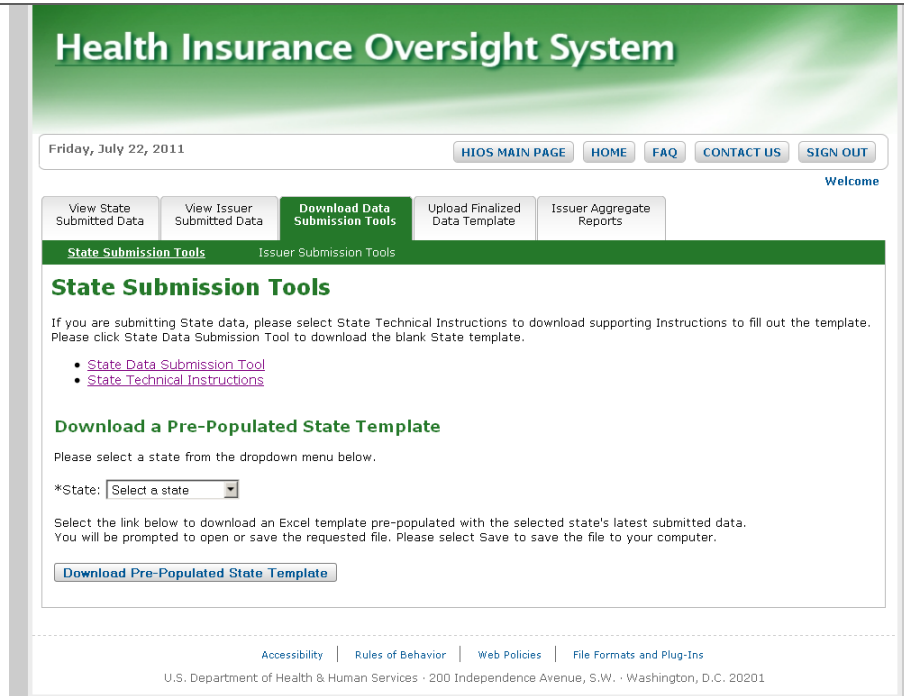 Health Insurance Oversight System
Friday, July 22, 2011
HIOS MAIN PAGE HOME FAQ CONTACT US SIGN OUT
Welcome
View State Submitted Data
View Issuer Submitted Data
Download Data Submission Tools
Upload Finalized Data Template
Issuer Aggregate Reports
State Submission Tools Issuer Submission Tools
State Submission Tools
If you are submitting State data, please select State Technical Instructions to download supporting Instructions to fill out the template.
Please click State Data Submission Tool to download the blank State template.
• State Data Submission Tool
• State Technical Instructions
Download a Pre-Populated State Template
Please select a state from the dropdown menu below.
*State: Select a state
Select the link below to download an Excel template pre-populated with the selected state's latest submitted data.
You will be prompted to open or save the requested file. Please select Save to save the file to your computer.
Download Pre-Populated State Template
Accessibility | Rules of Behavior | Web Policies | File Formats and Plug-Ins
U.S. Department of Health & Human Services · 200 Independence Avenue, S.W. · Washington, D.C. 20201